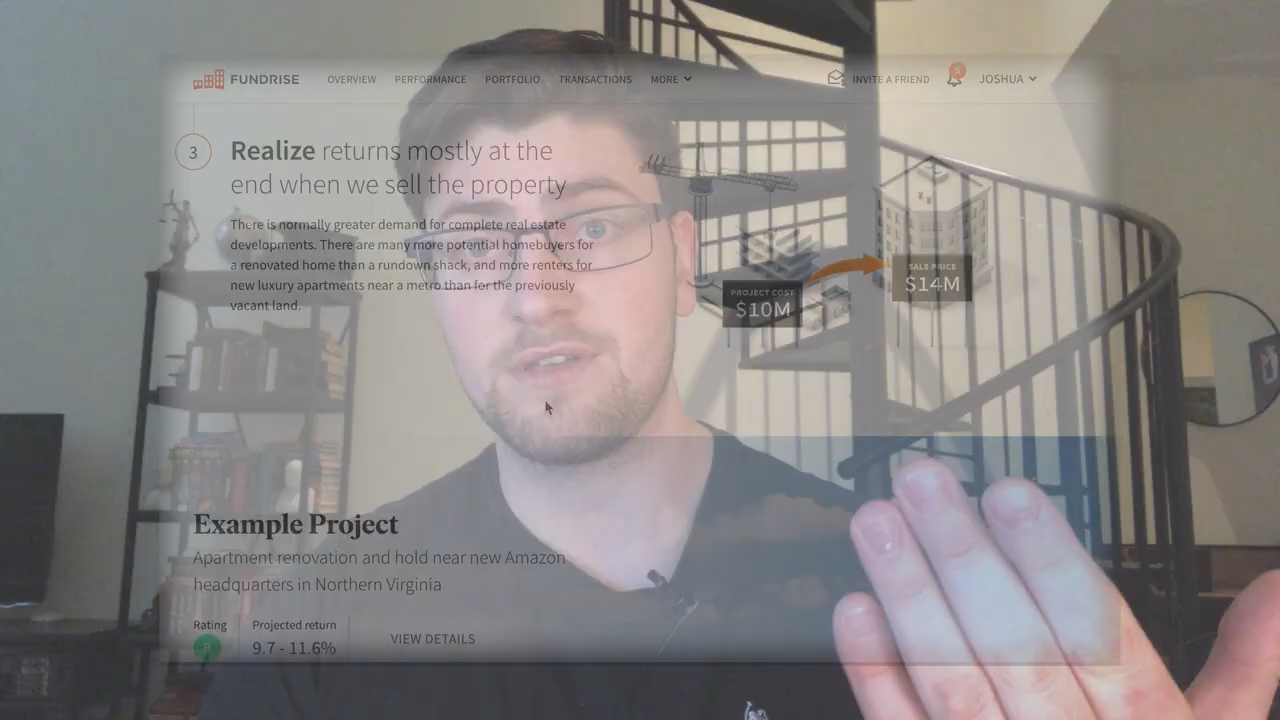 FUNDRISE OVERVIEW PERFORMANCE PORTFOLIO TRANSACTIONS MORE INVITE A FRIEND 5 JOSHUA
3 Realize returns mostly at the
end when we sell the property
There is normally greater demand for complete real estate
developments. There are many more potential homebuyers for
a renovated home than a rundown shack, and more renters for
new luxury apartments near a metro than for the previously
vacant land.
PROJECT COST
$10M
SALE PRICE
$14M
Example Project
Apartment renovation and hold near new Amazon
headquarters in Northern Virginia
Rating Projected return
B 9.7 - 11.6%
VIEW DETAILS